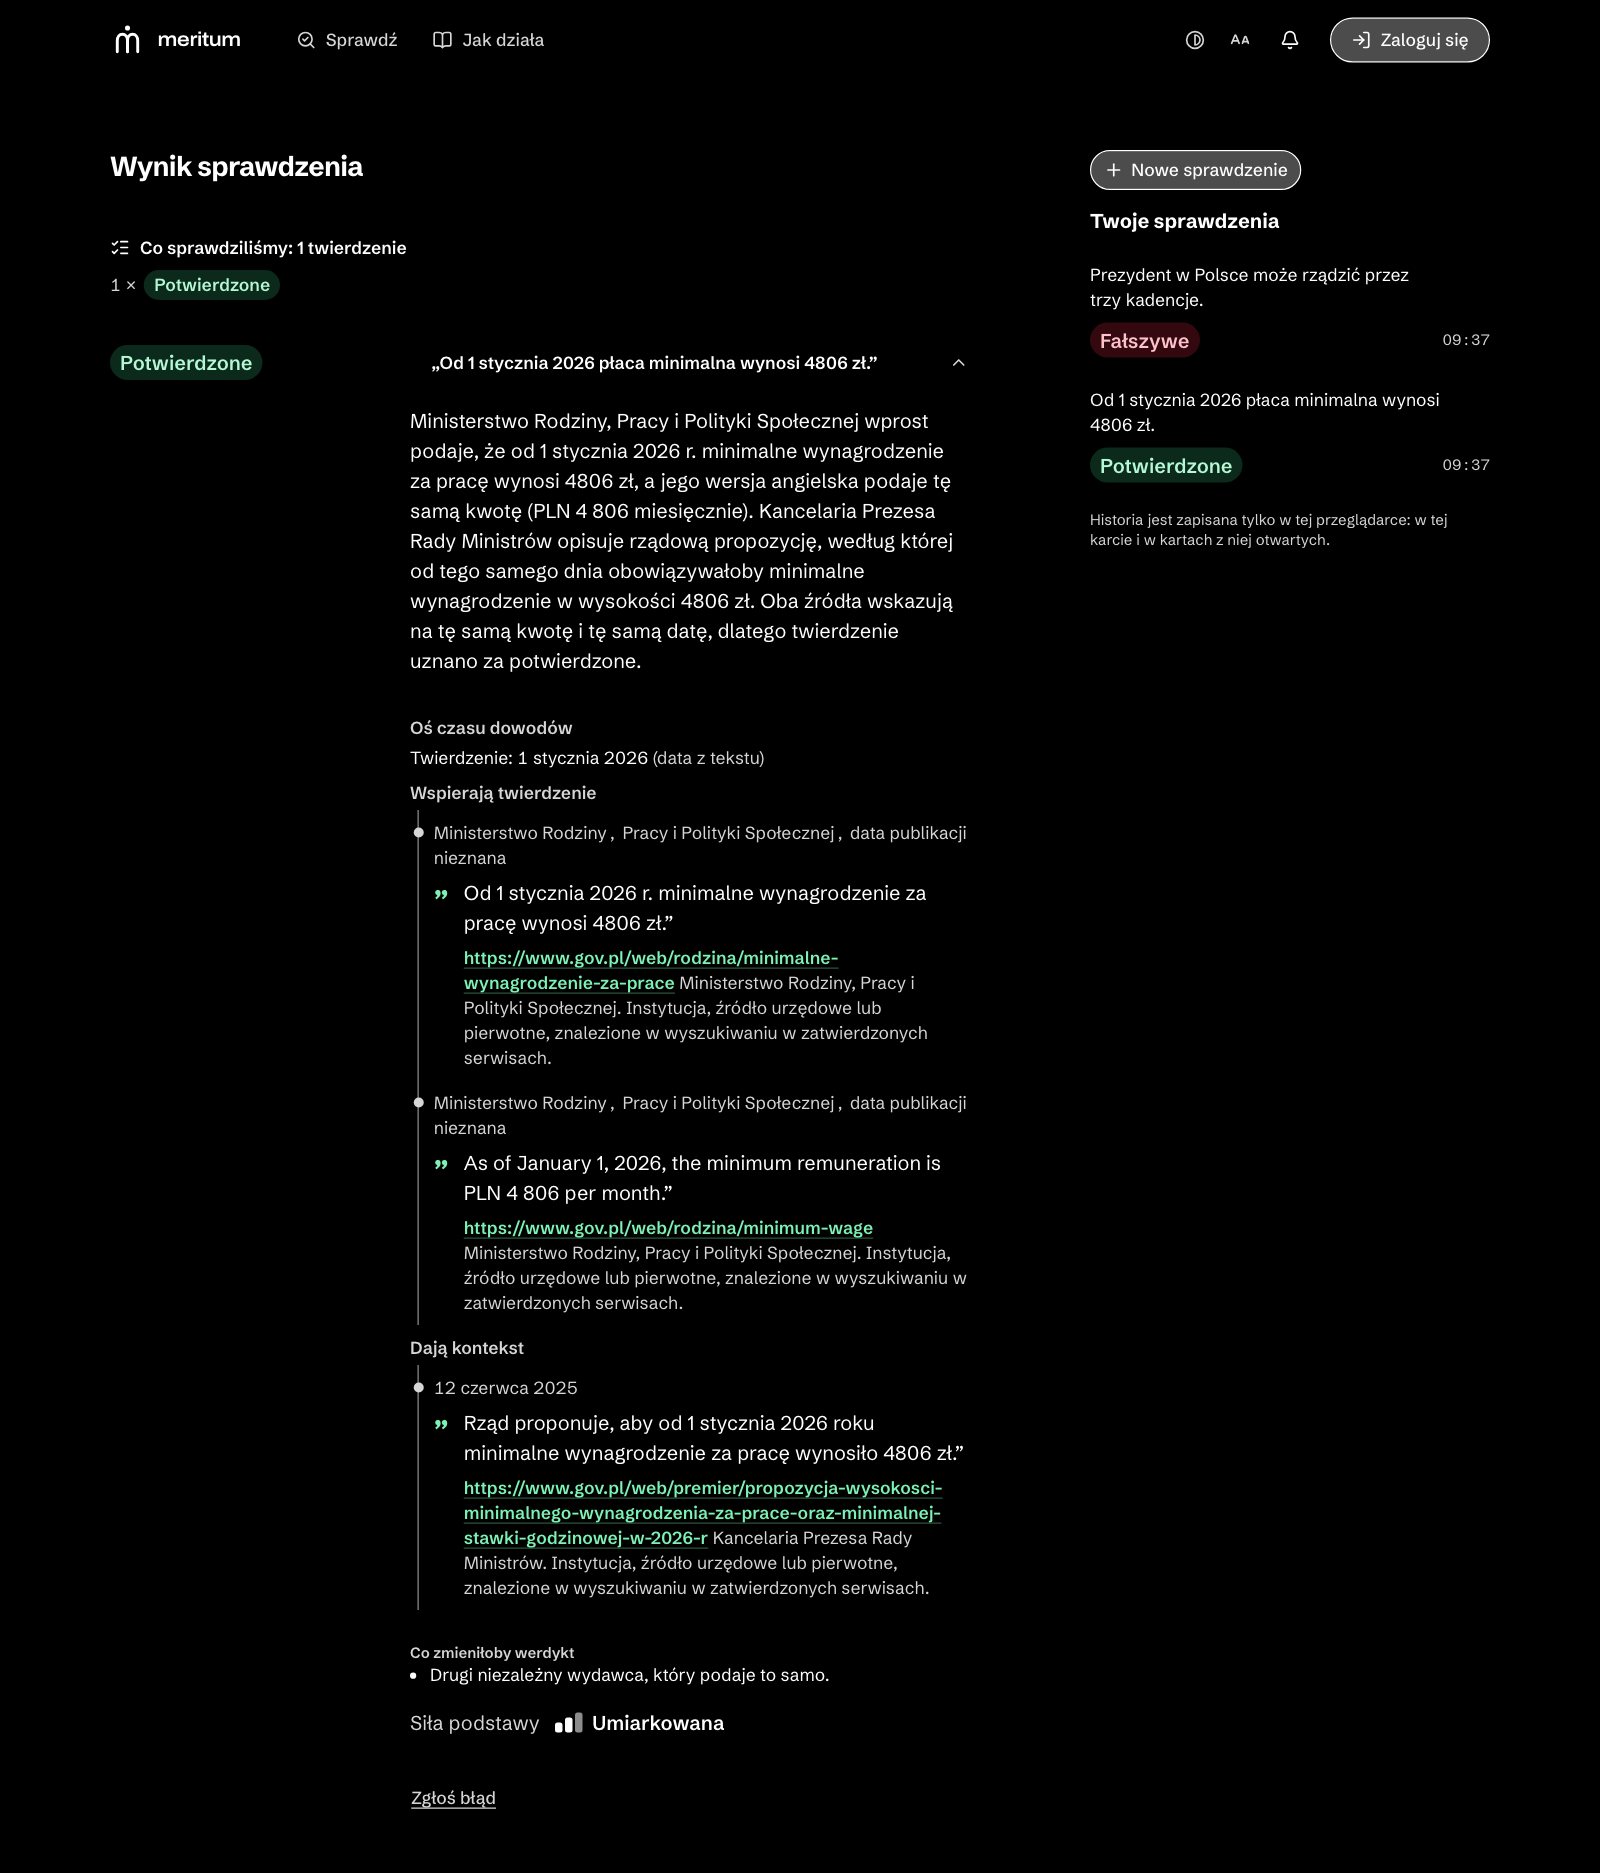 meritum
Sprawdź
Jak działa
AA
Zaloguj się
Wynik sprawdzenia
Co sprawdziliśmy: 1 twierdzenie
1 × Potwierdzone
Potwierdzone
„Od 1 stycznia 2026 płaca minimalna wynosi 4806 zł.”
Ministerstwo Rodziny, Pracy i Polityki Społecznej wprost
podaje, że od 1 stycznia 2026 r. minimalne wynagrodzenie
za pracę wynosi 4806 zł, a jego wersja angielska podaje tę
samą kwotę (PLN 4 806 miesięcznie). Kancelaria Prezesa
Rady Ministrów opisuje rządową propozycję, według której
od tego samego dnia obowiązywałoby minimalne
wynagrodzenie w wysokości 4806 zł. Oba źródła wskazują
na tę samą kwotę i tę samą datę, dlatego twierdzenie
uznano za potwierdzone.
Oś czasu dowodów
Twierdzenie: 1 stycznia 2026 (data z tekstu)
Wspierają twierdzenie
Ministerstwo Rodziny, Pracy i Polityki Społecznej, data publikacji
nieznana
” Od 1 stycznia 2026 r. minimalne wynagrodzenie za
pracę wynosi 4806 zł.”
https://www.gov.pl/web/rodzina/minimalne-
wynagrodzenie-za-prace Ministerstwo Rodziny, Pracy i
Polityki Społecznej. Instytucja, źródło urzędowe lub
pierwotne, znalezione w wyszukiwaniu w zatwierdzonych
serwisach.
Ministerstwo Rodziny, Pracy i Polityki Społecznej, data publikacji
nieznana
” As of January 1, 2026, the minimum remuneration is
PLN 4 806 per month.”
https://www.gov.pl/web/rodzina/minimum-wage
Ministerstwo Rodziny, Pracy i Polityki Społecznej. Instytucja,
źródło urzędowe lub pierwotne, znalezione w wyszukiwaniu w
zatwierdzonych serwisach.
Dają kontekst
12 czerwca 2025
” Rząd proponuje, aby od 1 stycznia 2026 roku
minimalne wynagrodzenie za pracę wynosiło 4806 zł.”
https://www.gov.pl/web/premier/propozycja-wysokosci-
minimalnego-wynagrodzenia-za-prace-oraz-minimalnej-
stawki-godzinowej-w-2026-r Kancelaria Prezesa Rady
Ministrów. Instytucja, źródło urzędowe lub pierwotne,
znalezione w wyszukiwaniu w zatwierdzonych serwisach.
Co zmieniłoby werdykt
• Drugi niezależny wydawca, który podaje to samo.
Siła podstawy Umiarkowana
Zgłoś błąd
+ Nowe sprawdzenie
Twoje sprawdzenia
Prezydent w Polsce może rządzić przez
trzy kadencje.
Fałszywe 09:37
Od 1 stycznia 2026 płaca minimalna wynosi
4806 zł.
Potwierdzone 09:37
Historia jest zapisana tylko w tej przeglądarce: w tej
karcie i w kartach z niej otwartych.